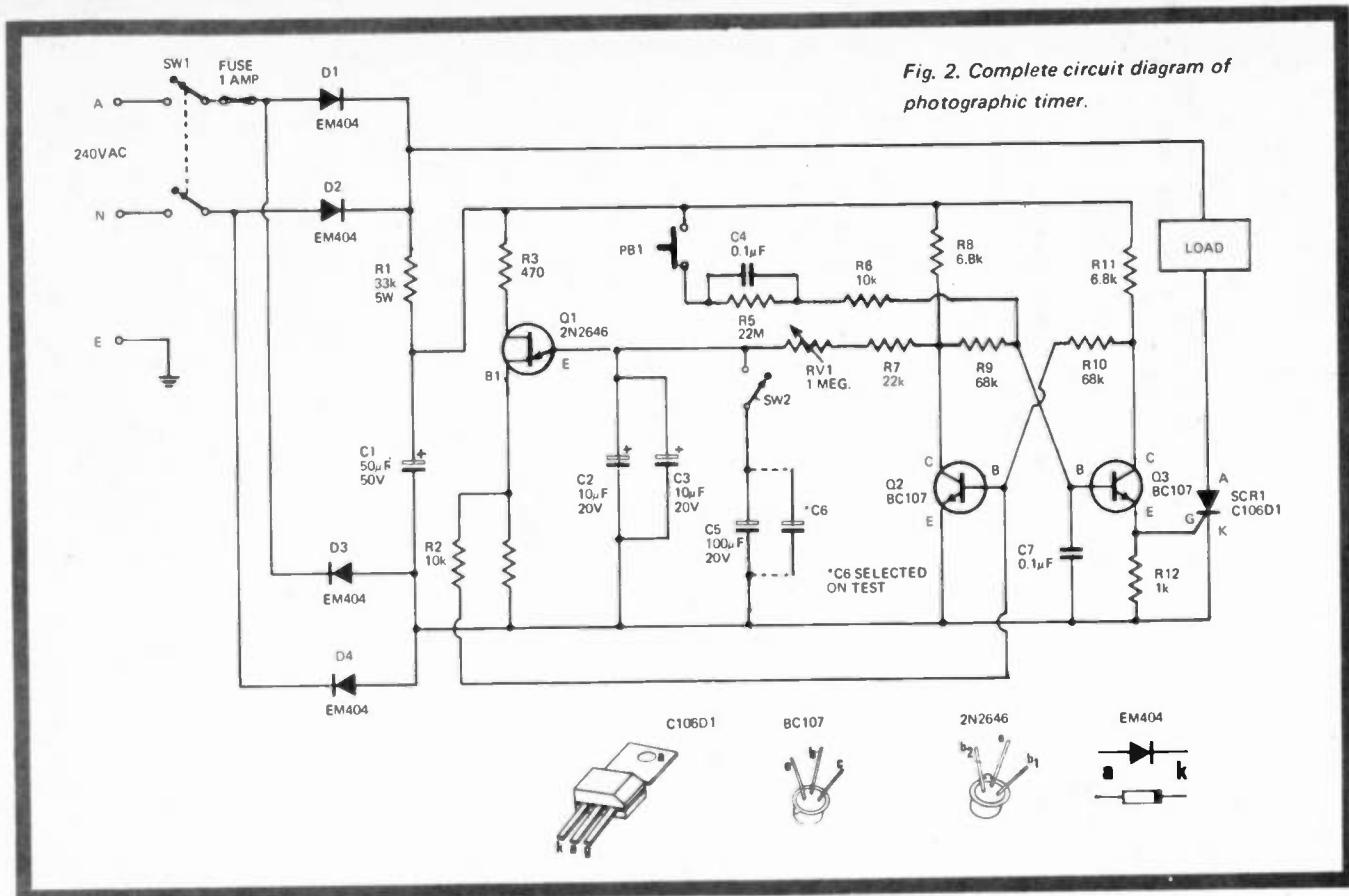 Fig. 2. Complete circuit diagram of
photographic timer.
SW1
FUSE
1 AMP
D1
EM404
A
240VAC
N
D2
EM404
E
R1
33k
5W
R3
470
PB1
C4
0.1µF
R5
22M
R6
10k
R8
6.8k
R11
6.8k
LOAD
Q1
2N2646
B1
E
RV1
1 MEG.
R7
22k
R9
68k
R10
68k
SW2
C1
50µF
50V
+
C2
10µF
20V
+
C3
10µF
20V
+
C5
100µF
20V
*C6
*C6 SELECTED
ON TEST
Q2
BC107
C
B
E
Q3
BC107
B
C
E
C7
0.1µF
R12
1k
A
SCR1
C106D1
G
K
R2
10k
D3
EM404
D4
EM404
C106D1
a
k a g
BC107
e b c
2N2646
b2 e b1
EM404
a k